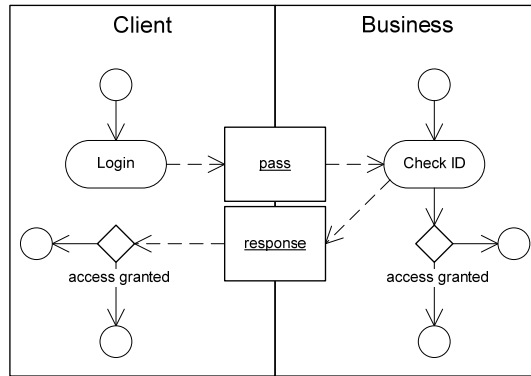 Client
Business
Login
pass
Check ID
response
access granted
access granted